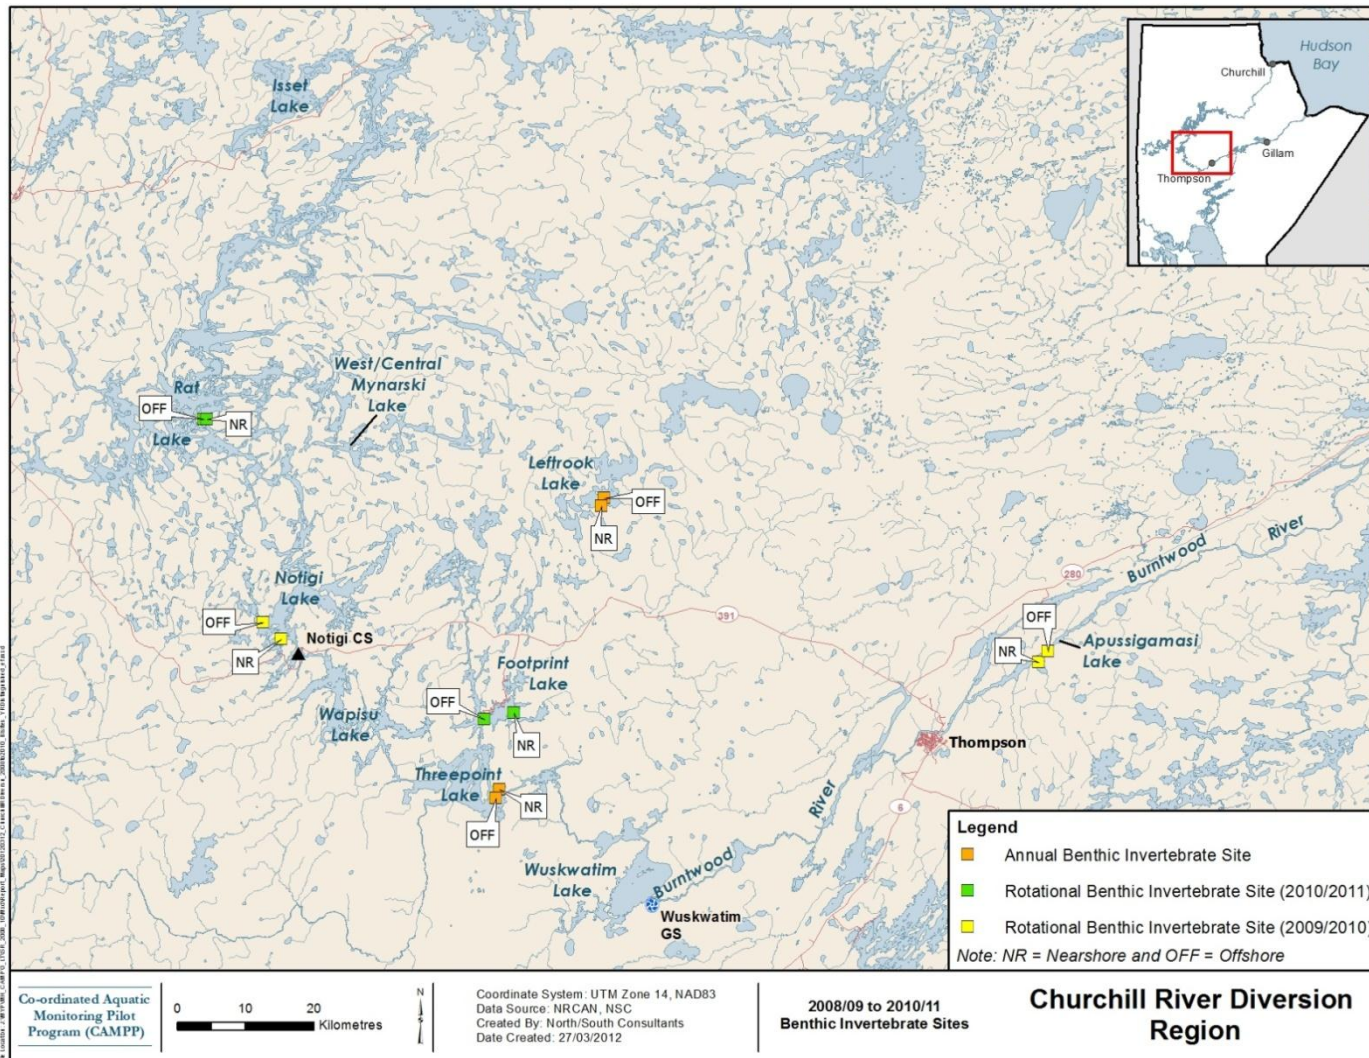 Hudson
Bay
Churchill
Gillam
Thompson
Isset
Lake
West/Central
Mynarski
Lake
Rat
OFF
NR
Lake
Leftrook
Lake
OFF
NR
Burntwood
River
Notigi
Lake
OFF
Notigi CS
NR
391
280
OFF
NR
Apussigamasi
Lake
Footprint
Lake
OFF
NR
Wapisu
Lake
Thompson
Threepoint
Lake
NR
OFF
River
6
Wuskwatim
Lake
Burntwood
Wuskwatim
GS
Legend
Annual Benthic Invertebrate Site
Rotational Benthic Invertebrate Site (2010/2011)
Rotational Benthic Invertebrate Site (2009/2010)
Note: NR = Nearshore and OFF = Offshore
Co-ordinated Aquatic
Monitoring Pilot
Program (CAMPP)
0 10 20
Kilometres
N
Coordinate System: UTM Zone 14, NAD83
Data Source: NRCAN, NSC
Created By: North/South Consultants
Date Created: 27/03/2012
2008/09 to 2010/11
Benthic Invertebrate Sites
Churchill River Diversion
Region